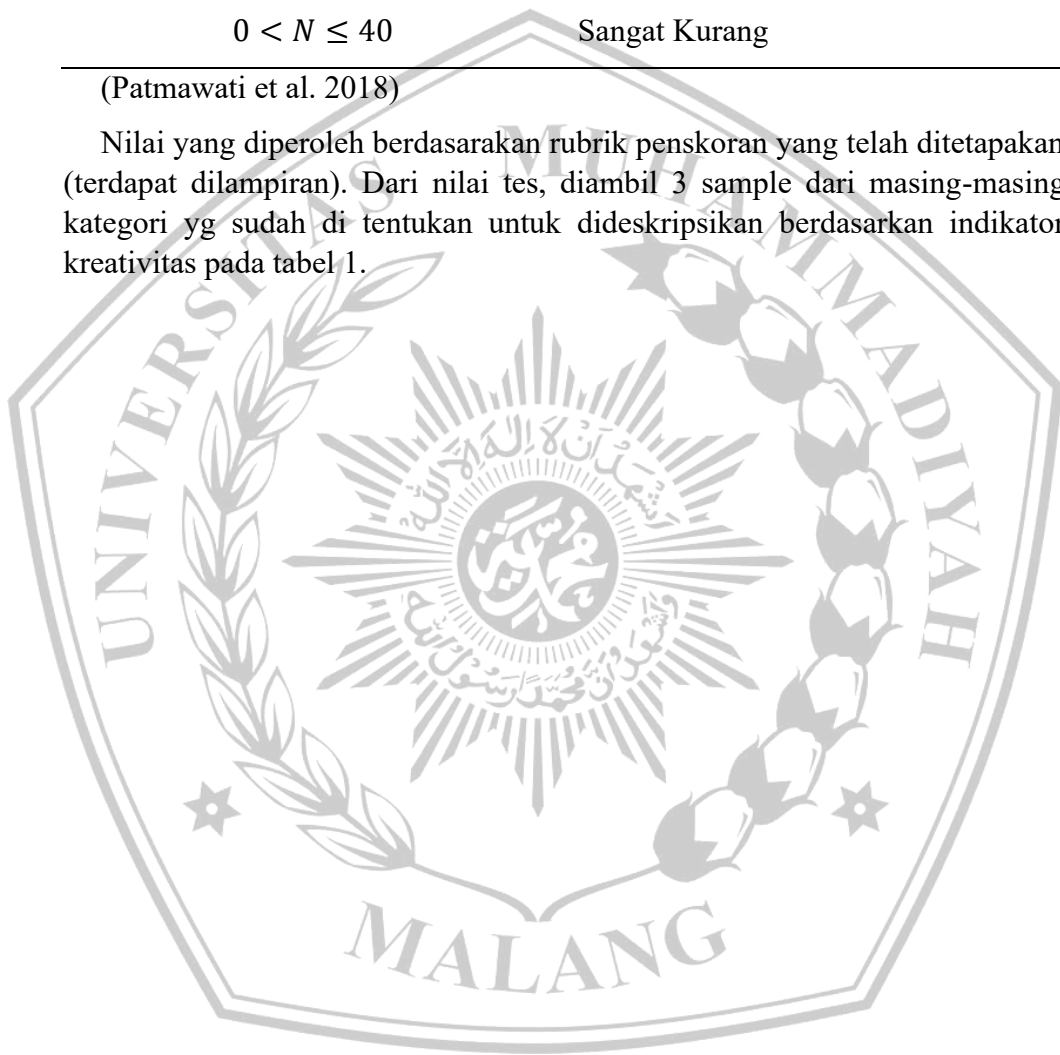 0 < 𝑁 ≤ 40 Sangat Kurang
(Patmawati et al. 2018)
Nilai yang diperoleh berdasarakan rubrik penskoran yang telah ditetapakan
(terdapat dilampiran). Dari nilai tes, diambil 3 sample dari masing-masing
kategori yg sudah di tentukan untuk dideskripsikan berdasarkan indikator
kreativitas pada tabel 1.
UNIVERSITAS MUHAMMADIYAH
MALANG